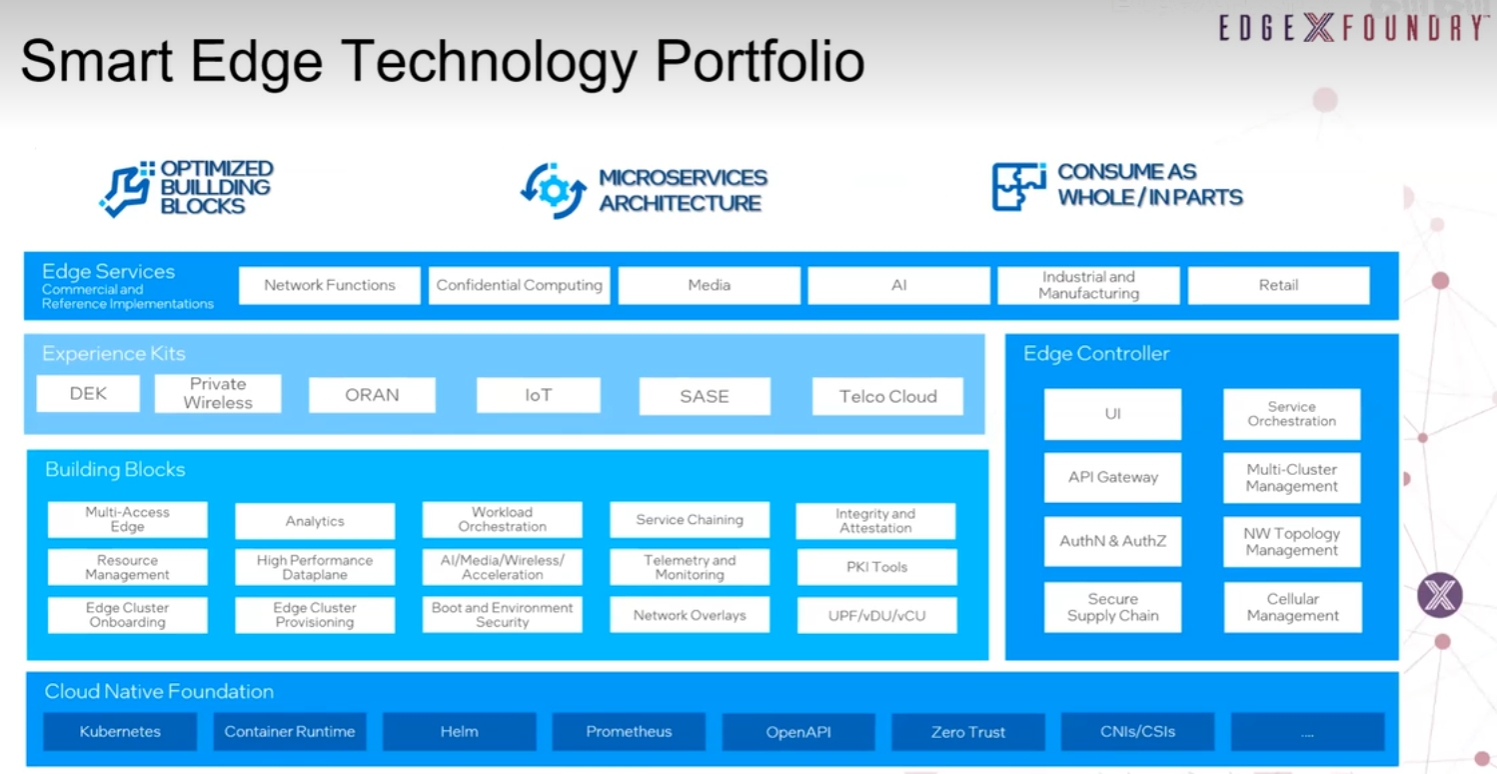 EDGEXFOUNDRY
Smart Edge Technology Portfolio
OPTIMIZED
BUILLDING
BLOCKS
MICROSERVICES
ARCHITECTURE
CONSUME AS
WHOLE / IN PARTS
Edge Services
Commercial and
Reference Implementations
Network Functions
Confidential Computing
Media
AI
Industrial and
Manufacturing
Retail
Experience Kits
DEK
Private
Wireless
ORAN
IoT
SASE
Telco Cloud
Edge Controller
UI
Service
Orchestration
API Gateway
Multi-Cluster
Management
AuthN & AuthZ
NW Topology
Management
Secure
Supply Chain
Cellular
Management
Building Blocks
Multi-Access
Edge
Analytics
Workload
Orchestration
Service Chaining
Integrity and
Attestation
Resource
Management
High Performance
Dataplane
AI/Media/Wireless/
Acceleration
Telemetry and
Monitoring
PKI Tools
Edge Cluster
Onboarding
Edge Cluster
Provisioning
Boot and Environment
Security
Network Overlays
UPF/vDU/vCU
Cloud Native Foundation
Kubernetes
Container Runtime
Helm
Prometheus
OpenAPI
Zero Trust
CNIs/CSIs
....